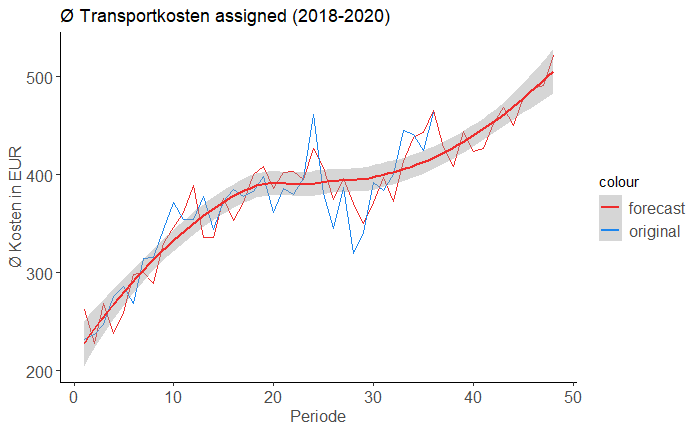 Ø Transportkosten assigned (2018-2020)
Ø Kosten in EUR
500
400
300
200
0
10
20
30
40
50
Periode
colour
forecast
original